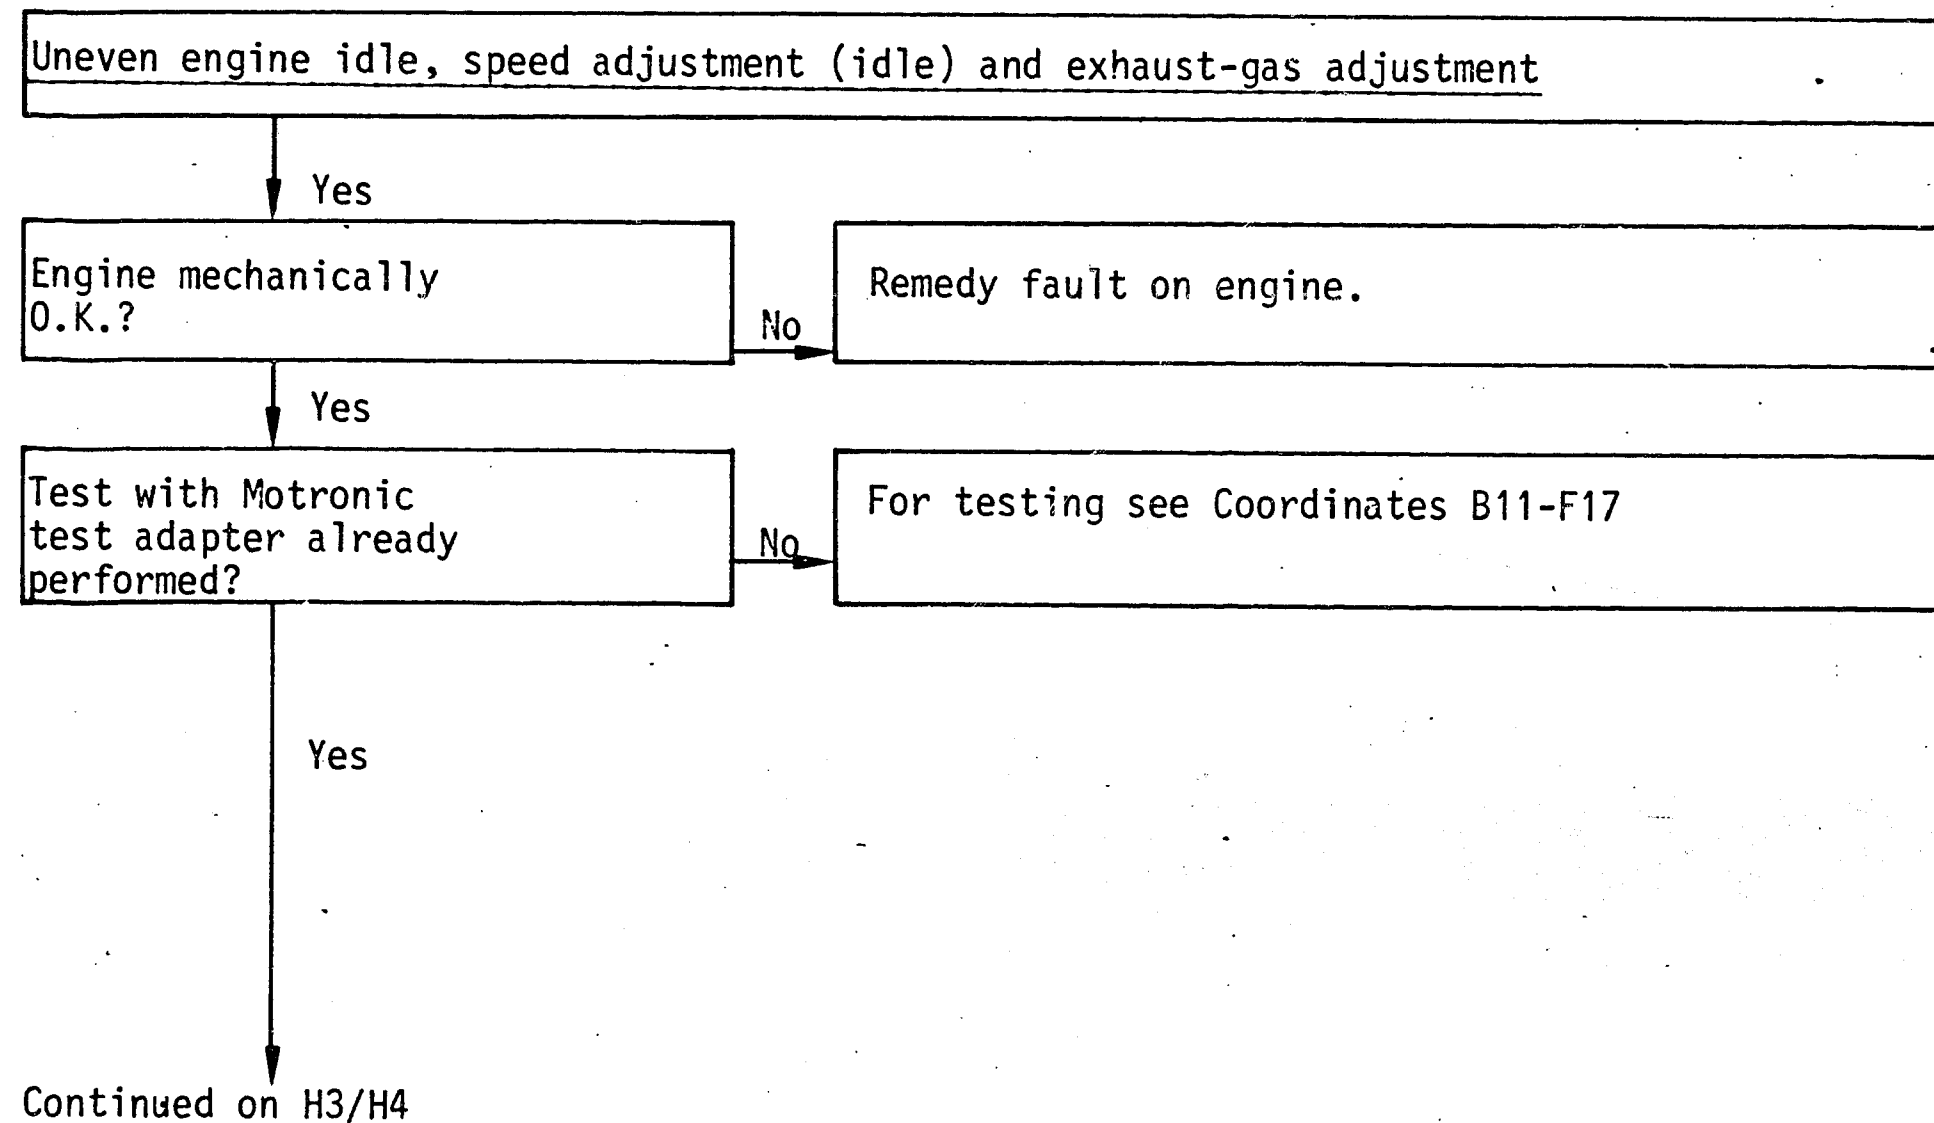 Uneven engine idle, speed adjustment (idle) and exhaust-gas adjustment
Yes
Engine mechanically
O.K.?
No
Remedy fault on engine.
Yes
Test with Motronic
test adapter already
performed?
No
For testing see Coordinates B11-F17
Yes
Continued on H3/H4